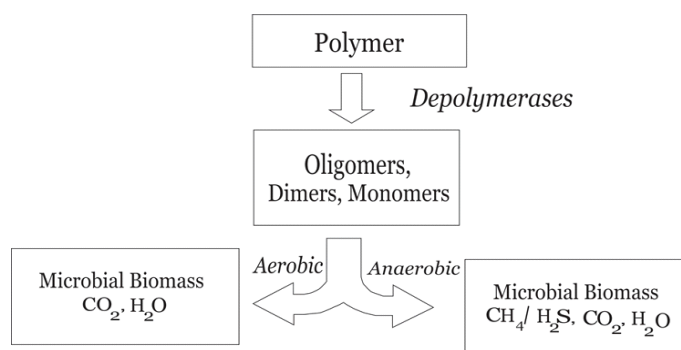 Polymer
Depolymerases
Oligomers,
Dimers, Monomers
Aerobic
Anaerobic
Microbial Biomass
CO₂, H₂O
Microbial Biomass
CH₄/ H₂S, CO₂, H₂O